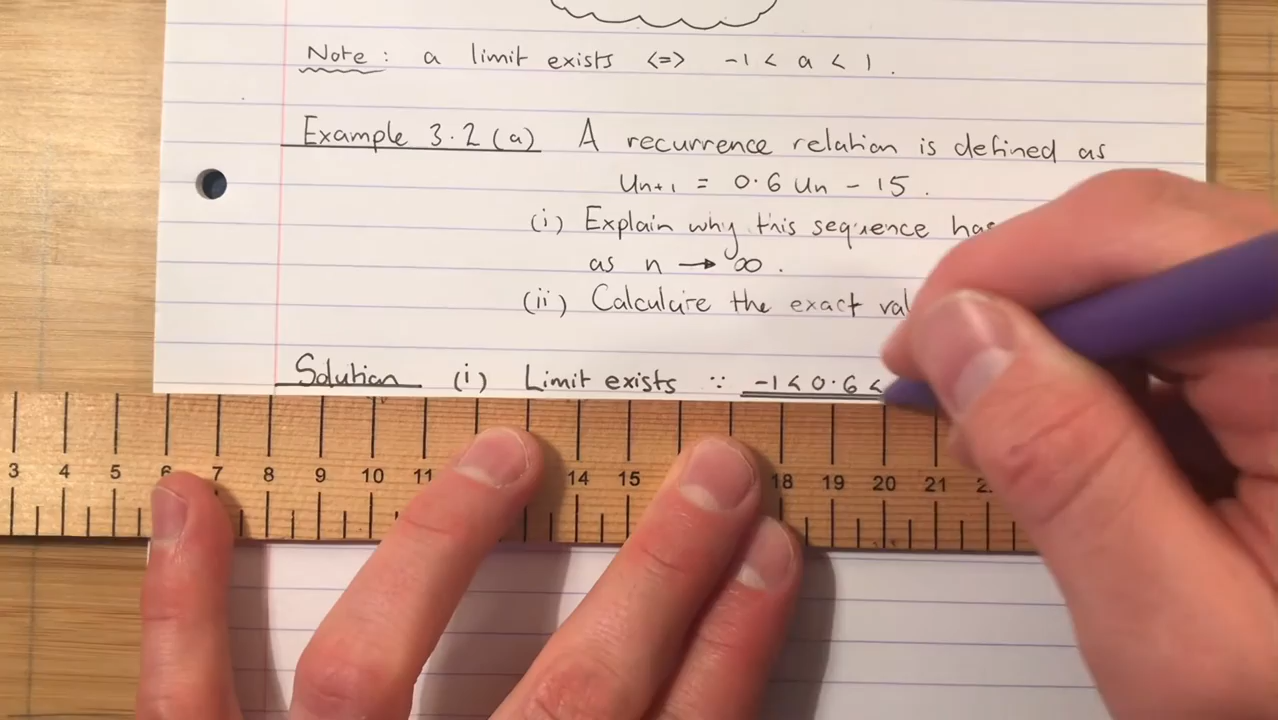 Note: a limit exists <=> -1 < a < 1.
Example 3.2 (a) A recurrence relation is defined as
Un+1 = 0.6 Un - 15.
(i) Explain why this sequence has
as n → ∞.
(ii) Calculate the exact
Solution (i) Limit exists ∵ -1 < 0.6 <
3 4 5 6 7 8 9 10 11 14 15 18 19 20 21